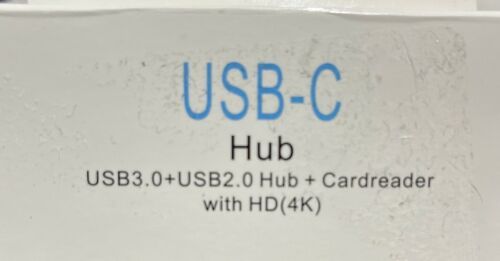 USB-C
Hub
USB3.0+USB2.0 Hub + Cardreader
with HD(4K)